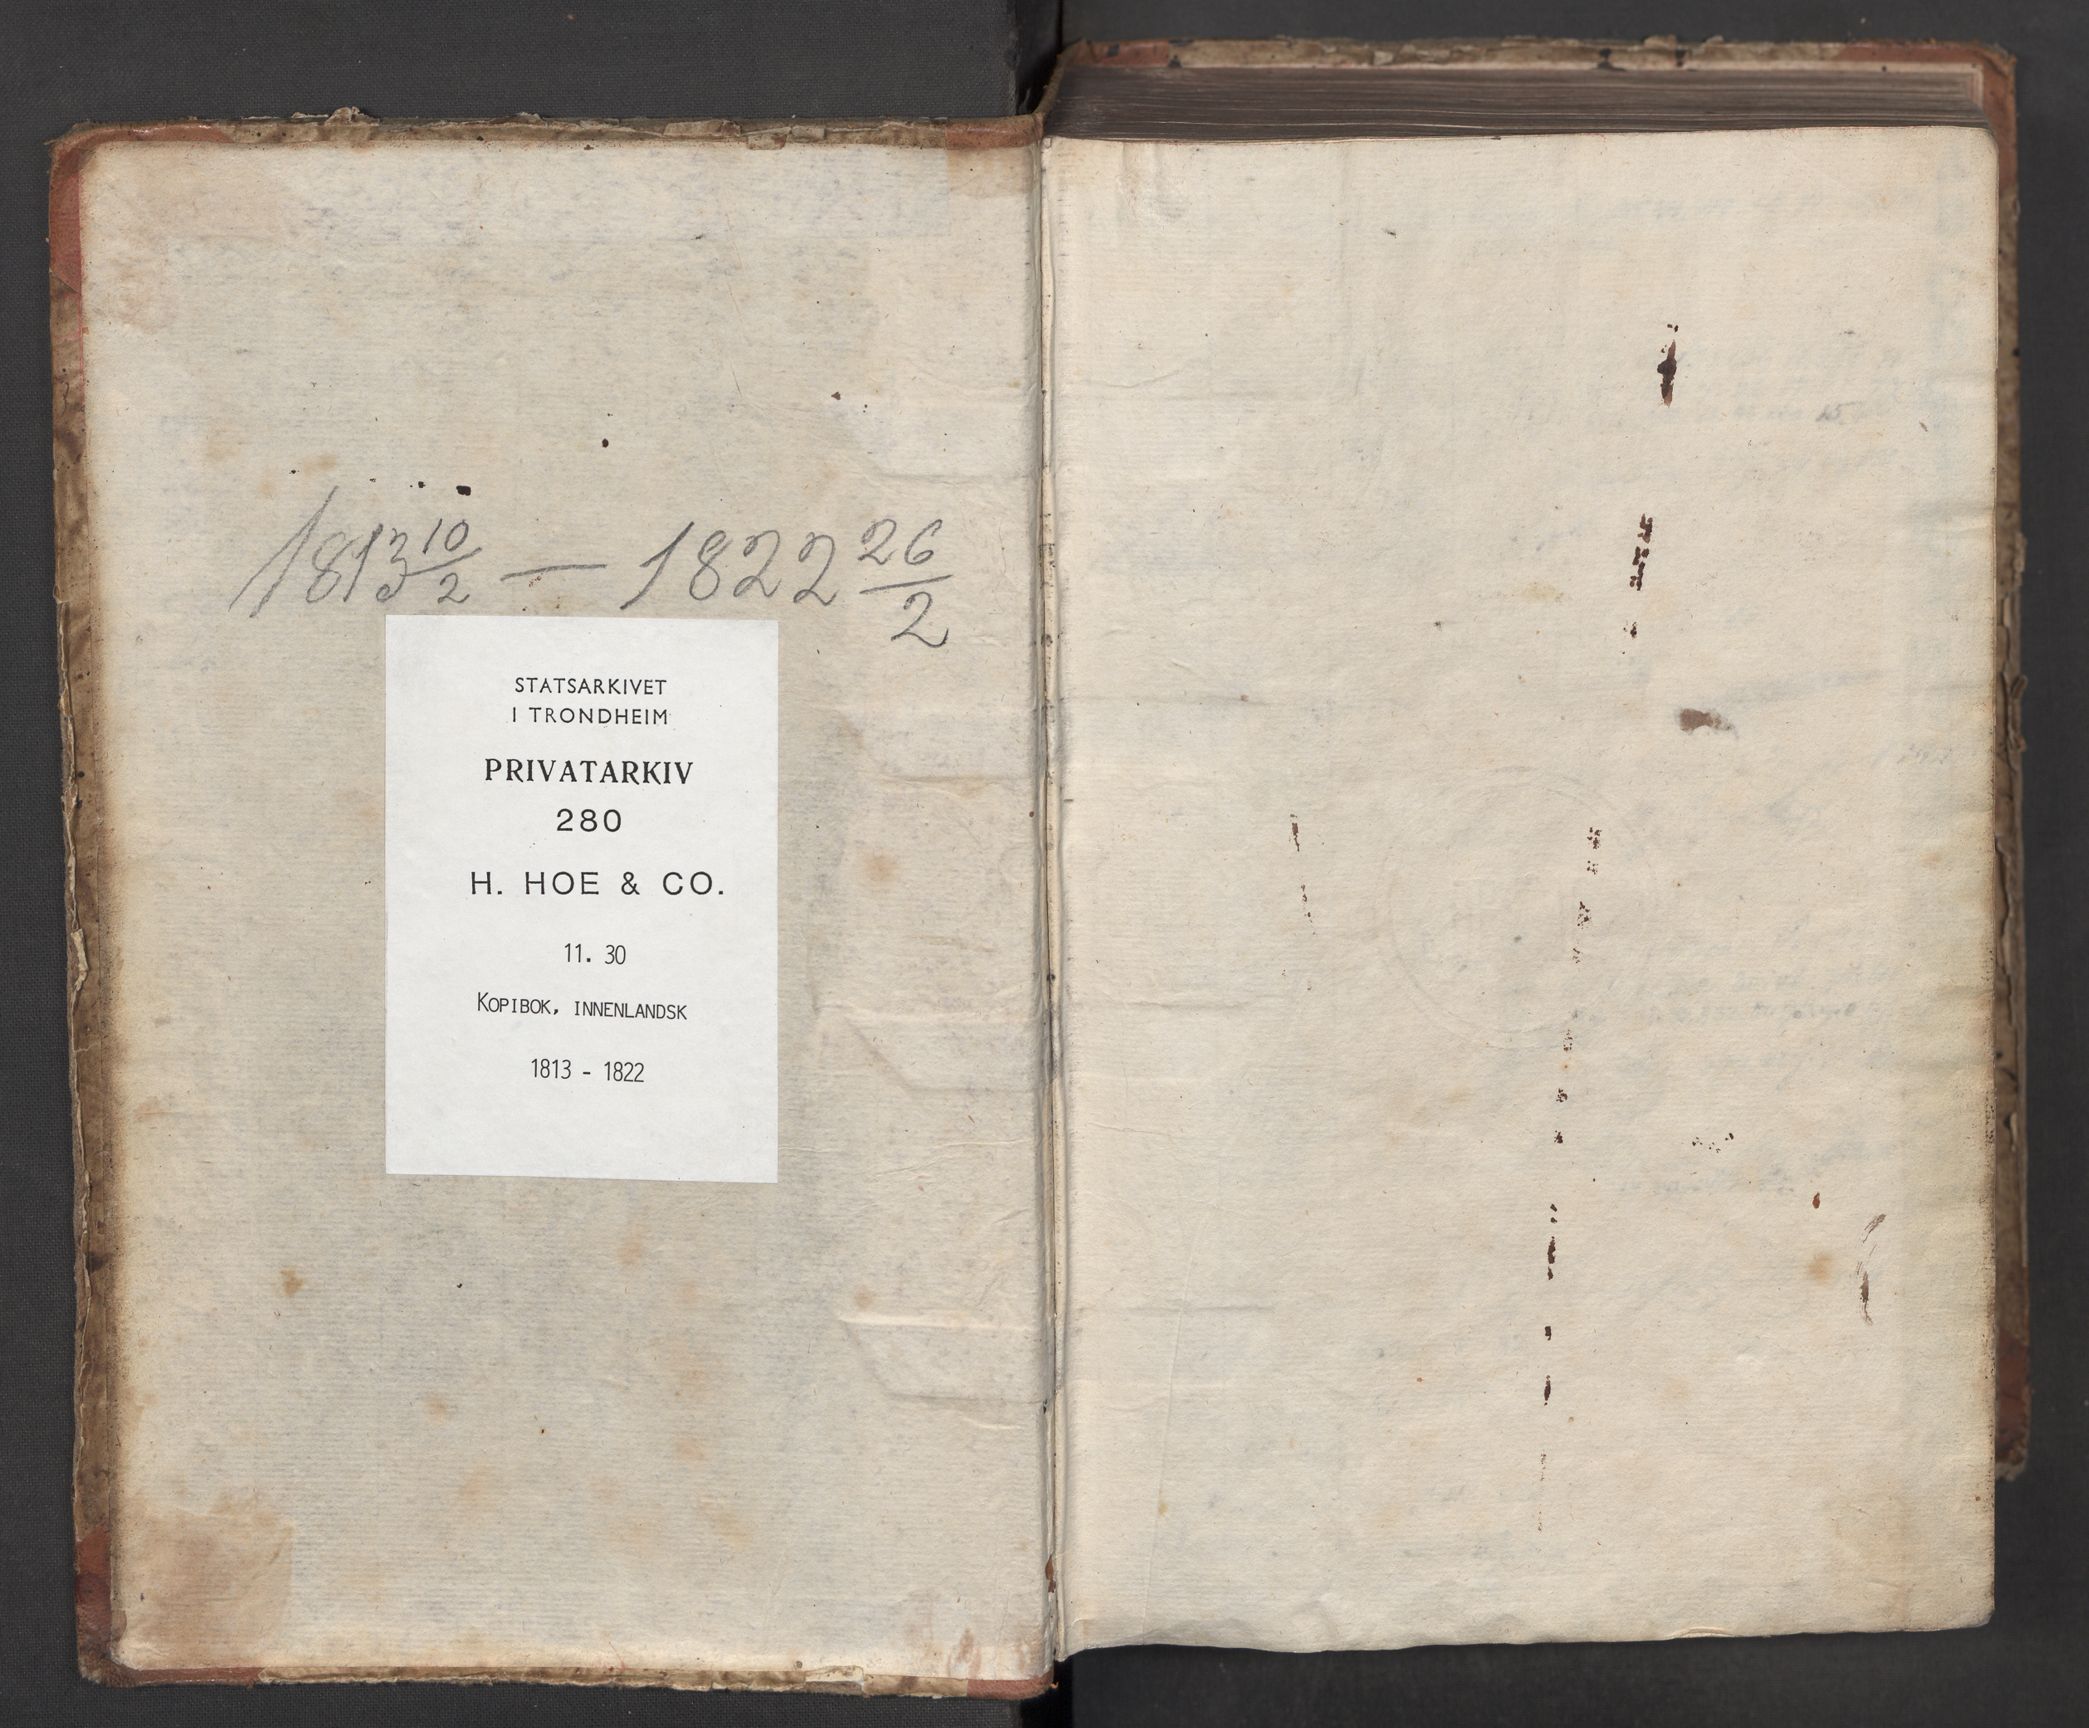 1813 10/2 — 1822 26/2
STATSARKIVET
I TRONDHEIM
PRIVATARKIV
280
H. HOE & CO.
11. 30
KOPIBOK, INNENLANDSK
1813 - 1822